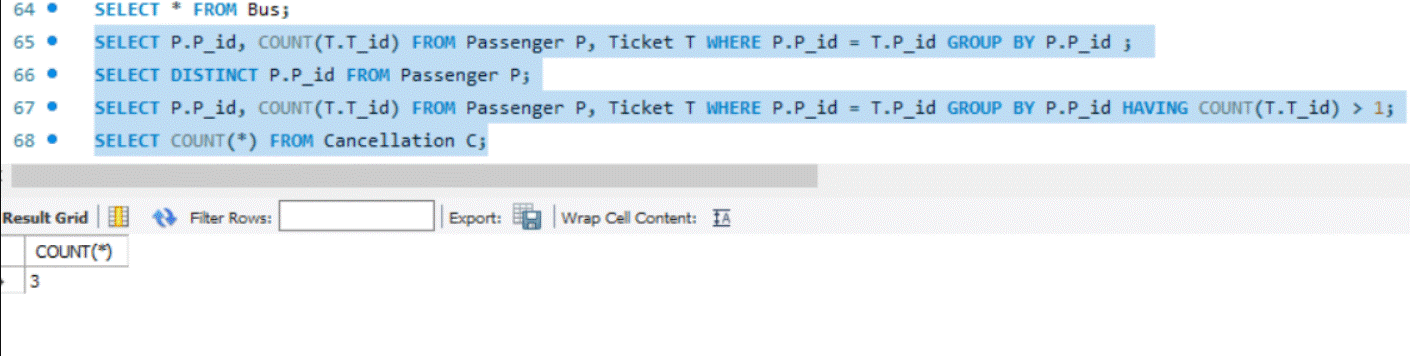 64 SELECT * FROM Bus;
65 SELECT P.P_id, COUNT(T.T_id) FROM Passenger P, Ticket T WHERE P.P_id = T.P_id GROUP BY P.P_id ;
66 SELECT DISTINCT P.P_id FROM Passenger P;
67 SELECT P.P_id, COUNT(T.T_id) FROM Passenger P, Ticket T WHERE P.P_id = T.P_id GROUP BY P.P_id HAVING COUNT(T.T_id) > 1;
68 SELECT COUNT(*) FROM Cancellation C;
Result Grid Filter Rows: Export: Wrap Cell Content:
COUNT(*)
3